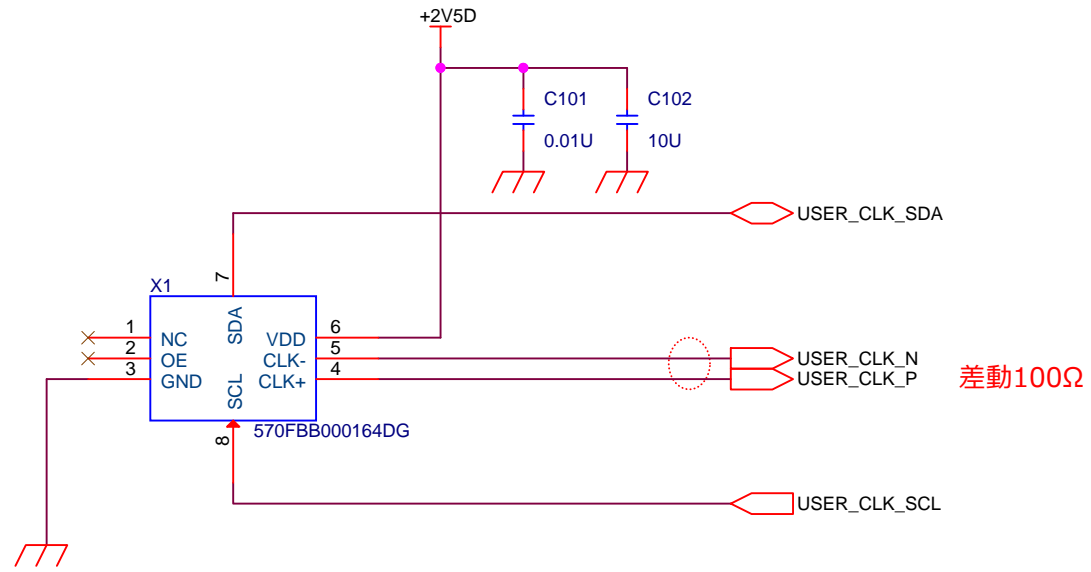 +2V5D
C101
C102
0.01U
10U
USER_CLK_SDA
7
X1
1
NC
SDA
VDD
6
2
OE
CLK-
5
USER_CLK_N
3
GND
SCL
CLK+
4
USER_CLK_P
差動100Ω
8
570FBB000164DG
USER_CLK_SCL